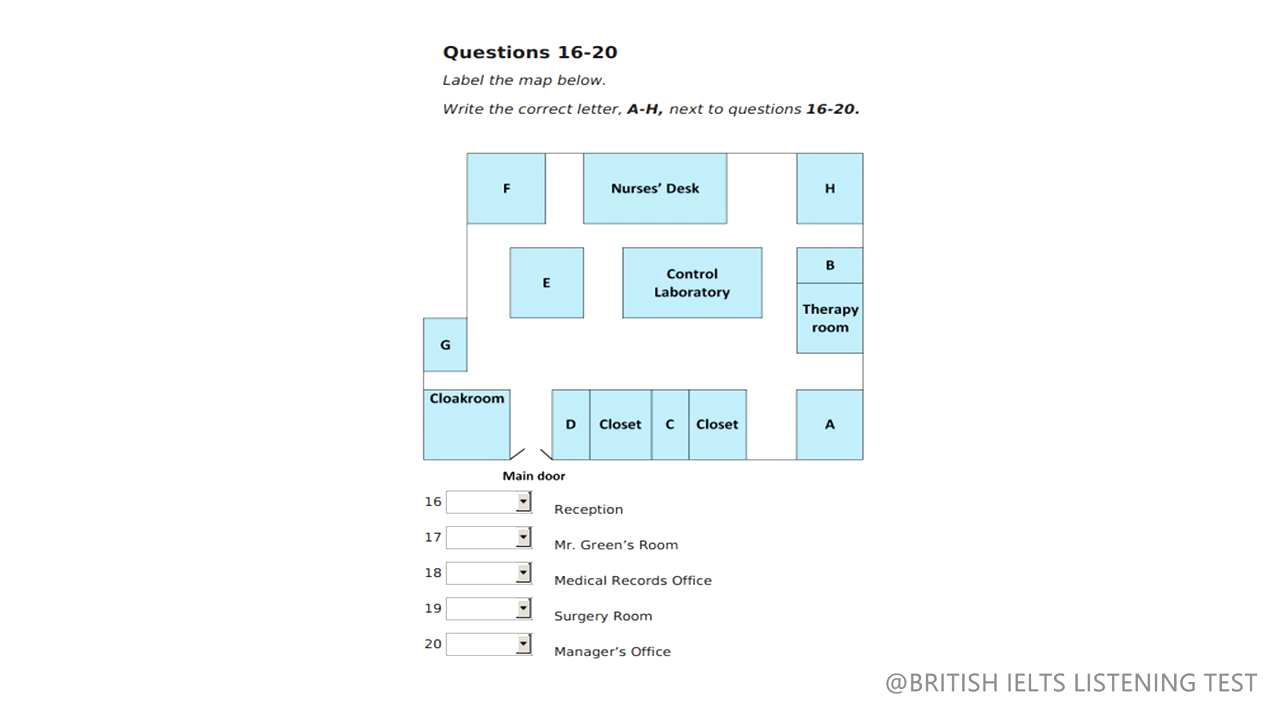 Questions 16-20
Label the map below.
Write the correct letter, A-H, next to questions 16-20.
F
Nurses’ Desk
H
E
Control
Laboratory
B
Therapy
room
G
Cloakroom
D
Closet
C
Closet
A
Main door
16
Reception
17
Mr. Green’s Room
18
Medical Records Office
19
Surgery Room
20
Manager’s Office
@BRITISH IELTS LISTENING TEST